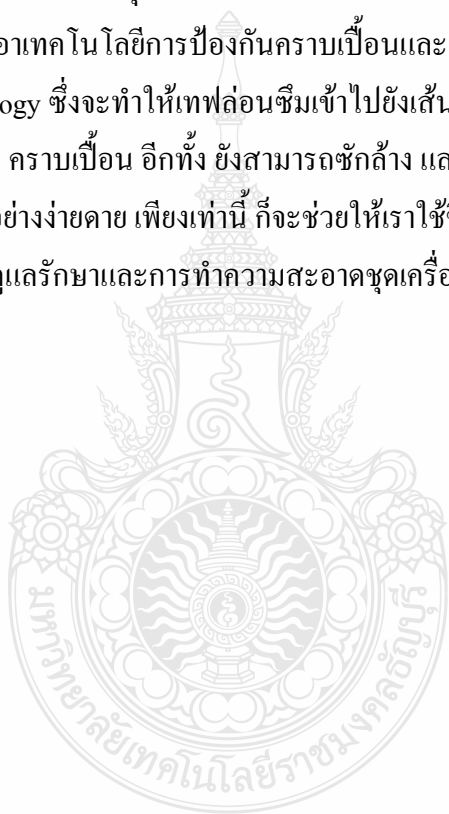 อาเทคโนโลยีการป้องกันคราบเปื้อนและ
ogy ซึ่งจะทำให้เทฟล่อนซึมเข้าไปยังเส้น
คราบเปื้อน อีกทั้ง ยังสามารถซักล้าง แล
อย่างง่ายดาย เพียงเท่านี้ ก็จะช่วยให้เราใช้
ูแลรักษาและการทำความสะอาดชุดเครื่อ
มหาวิทยาลัยเทคโนโลยีราชมงคลธัญบุรี